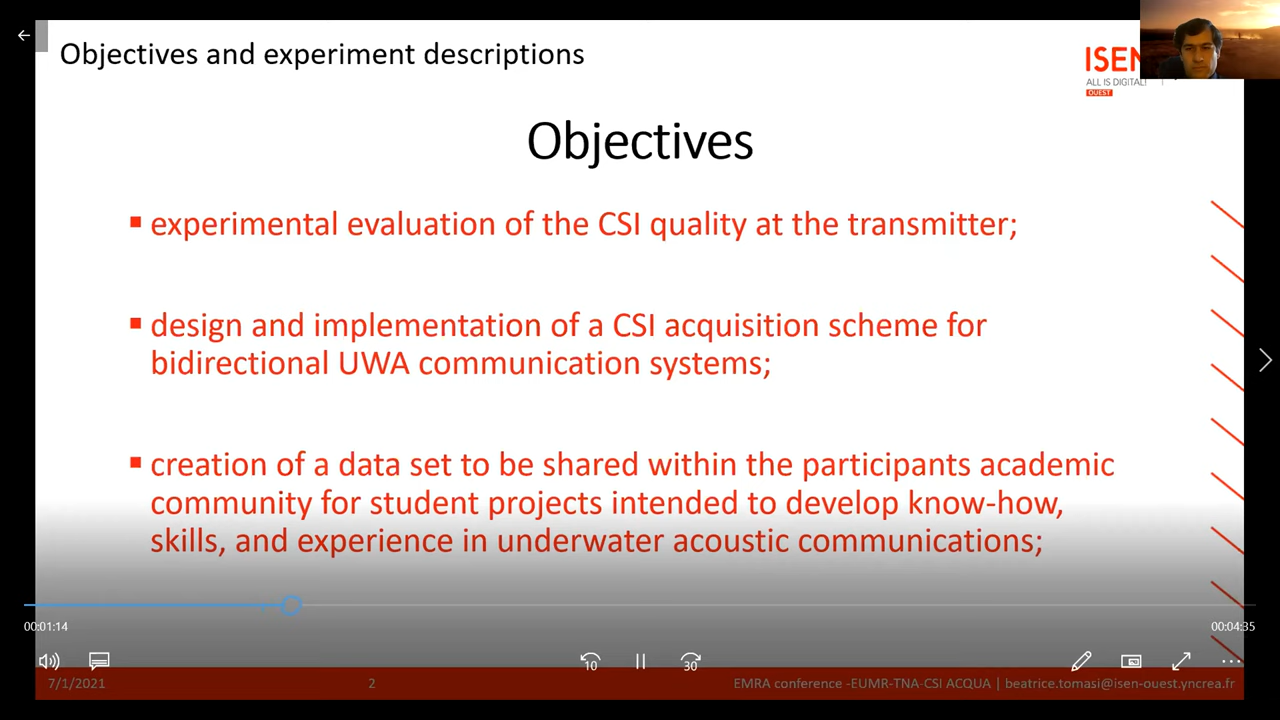 Objectives and experiment descriptions
ISEN
ALL IS DIGITAL!
OUEST
Objectives
experimental evaluation of the CSI quality at the transmitter;
design and implementation of a CSI acquisition scheme for
bidirectional UWA communication systems;
creation of a data set to be shared within the participants academic
community for student projects intended to develop know-how,
skills, and experience in underwater acoustic communications;
00:01:14
00:04:35
10
30
7/1/2021
2
EMRA conference -EUMR-TNA-CSI ACQUA | beatrice.tomasi@isen-ouest.yncrea.fr